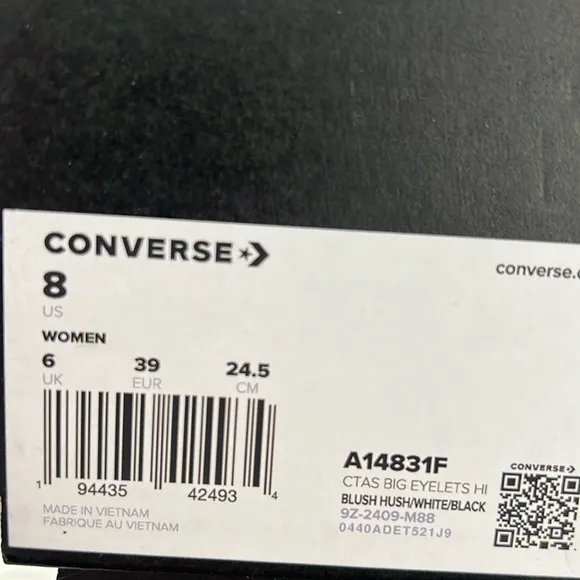 CONVERSE
converse.c
8
US
WOMEN
6 39 24.5
UK EUR CM
1 94435 42493 4
MADE IN VIETNAM
FABRIQUE AU VIETNAM
A14831F
CTAS BIG EYELETS HI
BLUSH HUSH/WHITE/BLACK
9Z-2409-M88
0440ADET521J9
CONVERSE